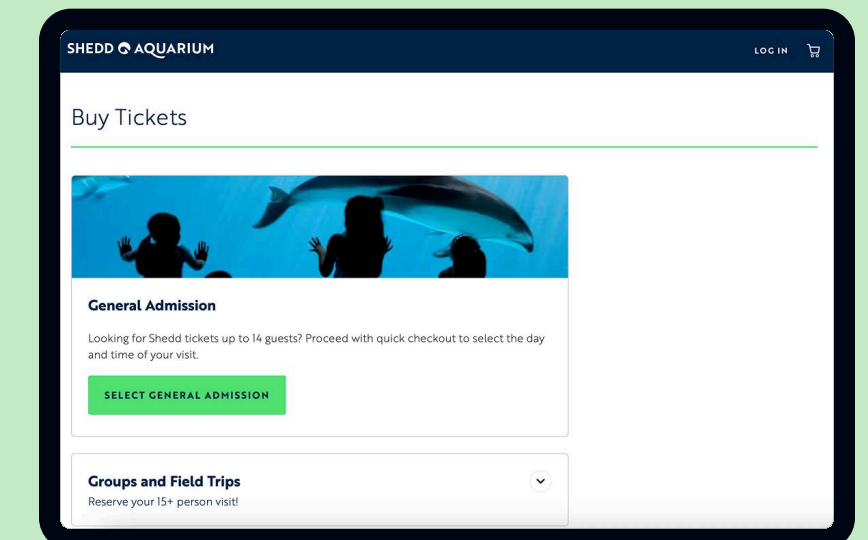 SHEDD AQUARIUM
LOG IN
Buy Tickets
General Admission
Looking for Shedd tickets up to 14 guests? Proceed with quick checkout to select the day
and time of your visit.
SELECT GENERAL ADMISSION
Groups and Field Trips
Reserve your 15+ person visit!